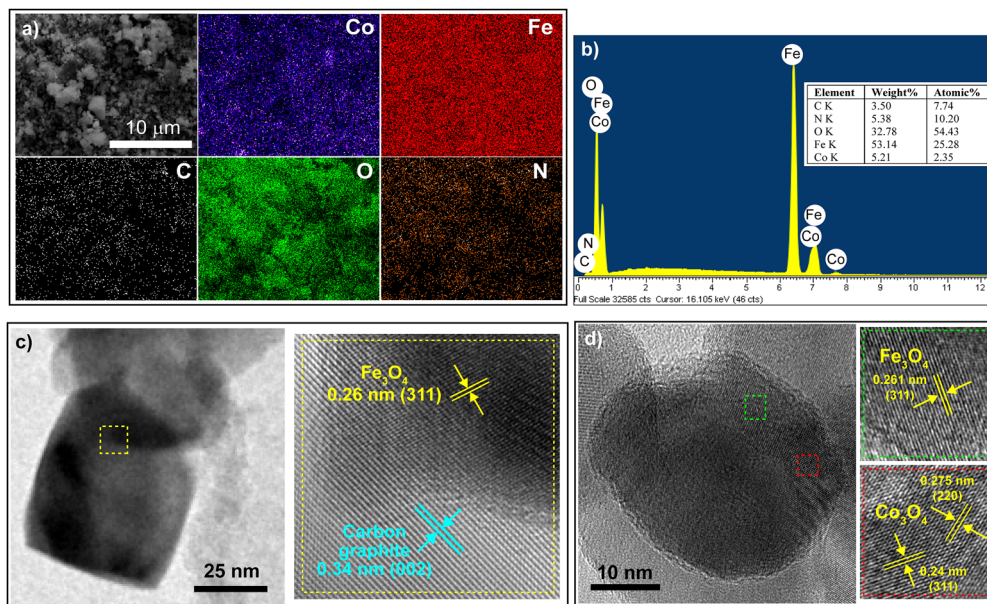 a)
Co
Fe
10 μm
C
O
N
b)
Fe
O
Fe
Co
Fe
Co
Co
N
C
Element Weight% Atomic%
C K 3.50 7.74
N K 5.38 10.20
O K 32.78 54.43
Fe K 53.14 25.28
Co K 5.21 2.35
0 1 2 3 4 5 6 7 8 9 10 11 12
Full Scale 32585 cts Cursor: 16.105 keV (46 cts)
c)
25 nm
Fe₃O₄
0.26 nm (311)
Carbon
graphite
0.34 nm (002)
d)
10 nm
Fe₃O₄
0.261 nm
(311)
0.275 nm
(220)
Co₃O₄
0.24 nm
(311)